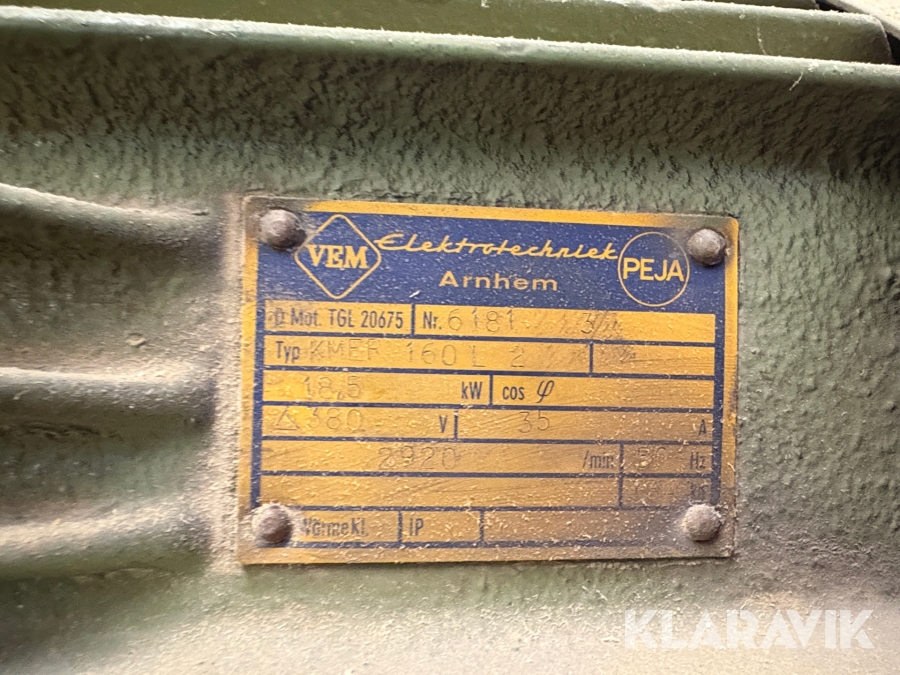 VEM Elektrotechniek PEJA
Arnhem
D Mot. TGL 20675 Nr. 6181
Typ KMER 160 L 2
18,5 kW cos φ
△ 380 V 35 A
2920 /min 50 Hz
Wärmekl. IP
KLARAVIK